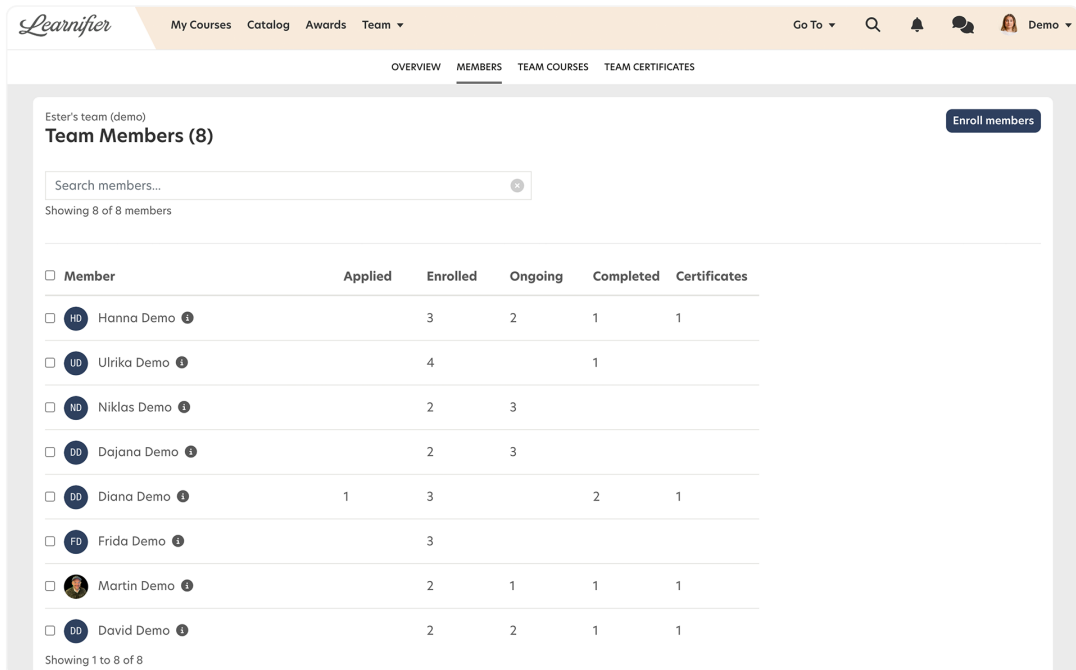 Learnifier My Courses Catalog Awards Team Go To Demo
OVERVIEW MEMBERS TEAM COURSES TEAM CERTIFICATES
Ester's team (demo)
Team Members (8)
Enroll members
Search members...
Showing 8 of 8 members
Member Applied Enrolled Ongoing Completed Certificates
HD Hanna Demo 3 2 1 1
UD Ulrika Demo 4 1
ND Niklas Demo 2 3
DD Dajana Demo 2 3
DD Diana Demo 1 3 2 1
FD Frida Demo 3
Martin Demo 2 1 1 1
DD David Demo 2 2 1 1
Showing 1 to 8 of 8